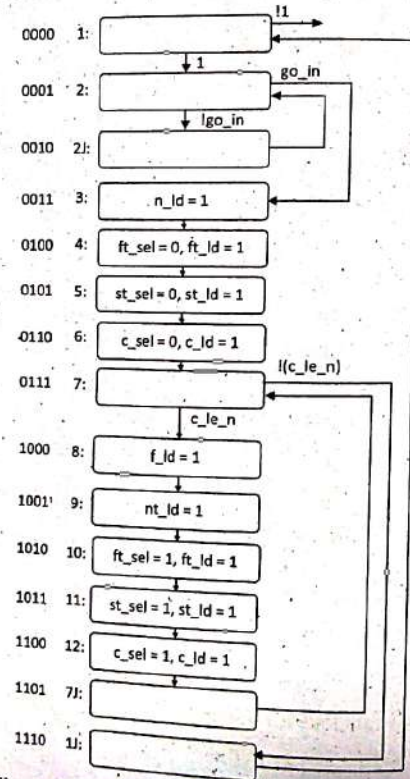 !1
0000 1:
1
0001 2:
go_in
!go_in
0010 2J:
0011 3: n_ld = 1
0100 4: ft_sel = 0, ft_ld = 1
0101 5: st_sel = 0, st_ld = 1
0110 6: c_sel = 0, c_ld = 1
!(c_le_n)
0111 7:
c_le_n
1000 8: f_ld = 1
1001 9: nt_ld = 1
1010 10: ft_sel = 1, ft_ld = 1
1011 11: st_sel = 1, st_ld = 1
1100 12: c_sel = 1, c_ld = 1
1101 7J:
1110 1J: